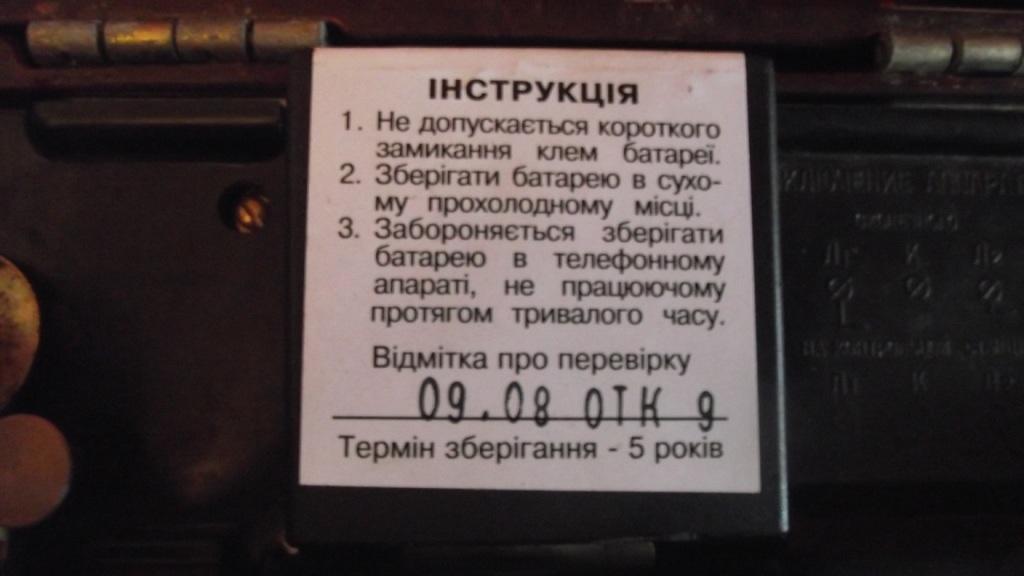 ІНСТРУКЦІЯ
1. Не допускається короткого
замикання клем батареї.
2. Зберігати батарею в сухо-
му прохолодному місці.
3. Забороняється зберігати
батарею в телефонному
апараті, не працюючому
протягом тривалого часу.
Відмітка про перевірку
09.08 ОТК 9
Термін зберігання - 5 років